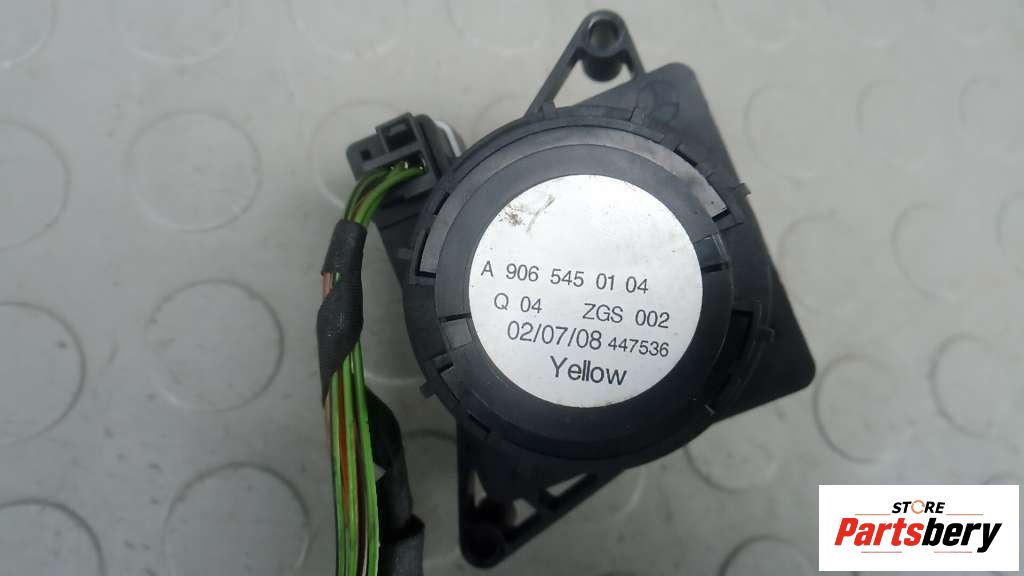 A 906 545 01 04
Q 04 ZGS 002
02/07/08 447536
Yellow
STORE
Partsbery